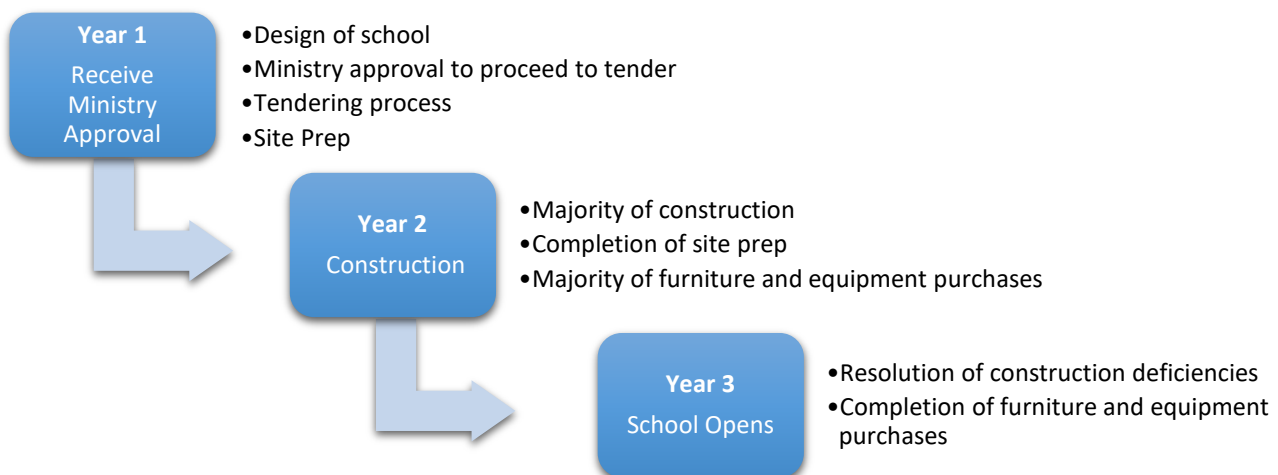 Year 1
Receive
Ministry
Approval
•Design of school
•Ministry approval to proceed to tender
•Tendering process
•Site Prep
Year 2
Construction
•Majority of construction
•Completion of site prep
•Majority of furniture and equipment purchases
Year 3
School Opens
•Resolution of construction deficiencies
•Completion of furniture and equipment
purchases